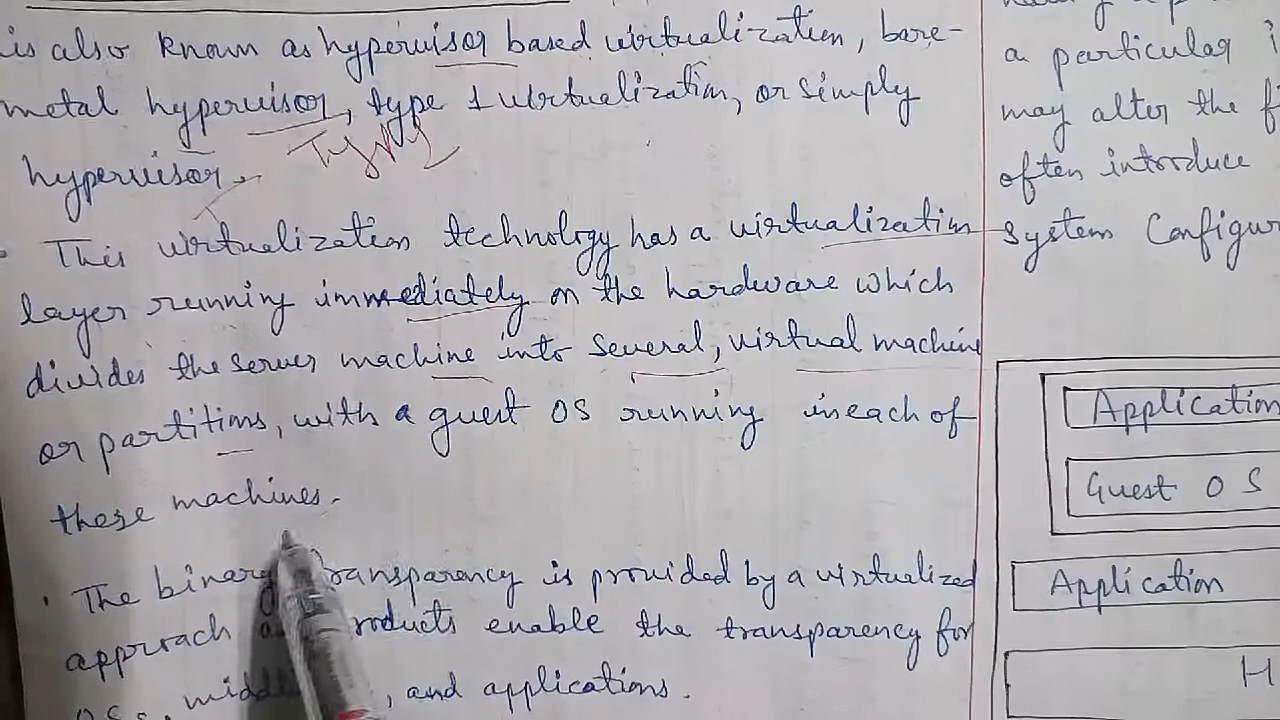 is also known as hypervisor based virtualization, bare-
metal hypervisor, type 1 virtualization, or simply
hypervisor.
• This virtualization technology has a virtualization
layer running immediately on the hardware which
divides the server machine into several, virtual machine
or partitions, with a guest OS running in each of
these machines.
• The binary transparency is provided by a virtualized
approach products enable the transparency for
OSs, and applications.
a particular
may alter the
often introduce
System Configur
Application
Guest OS
Application
H